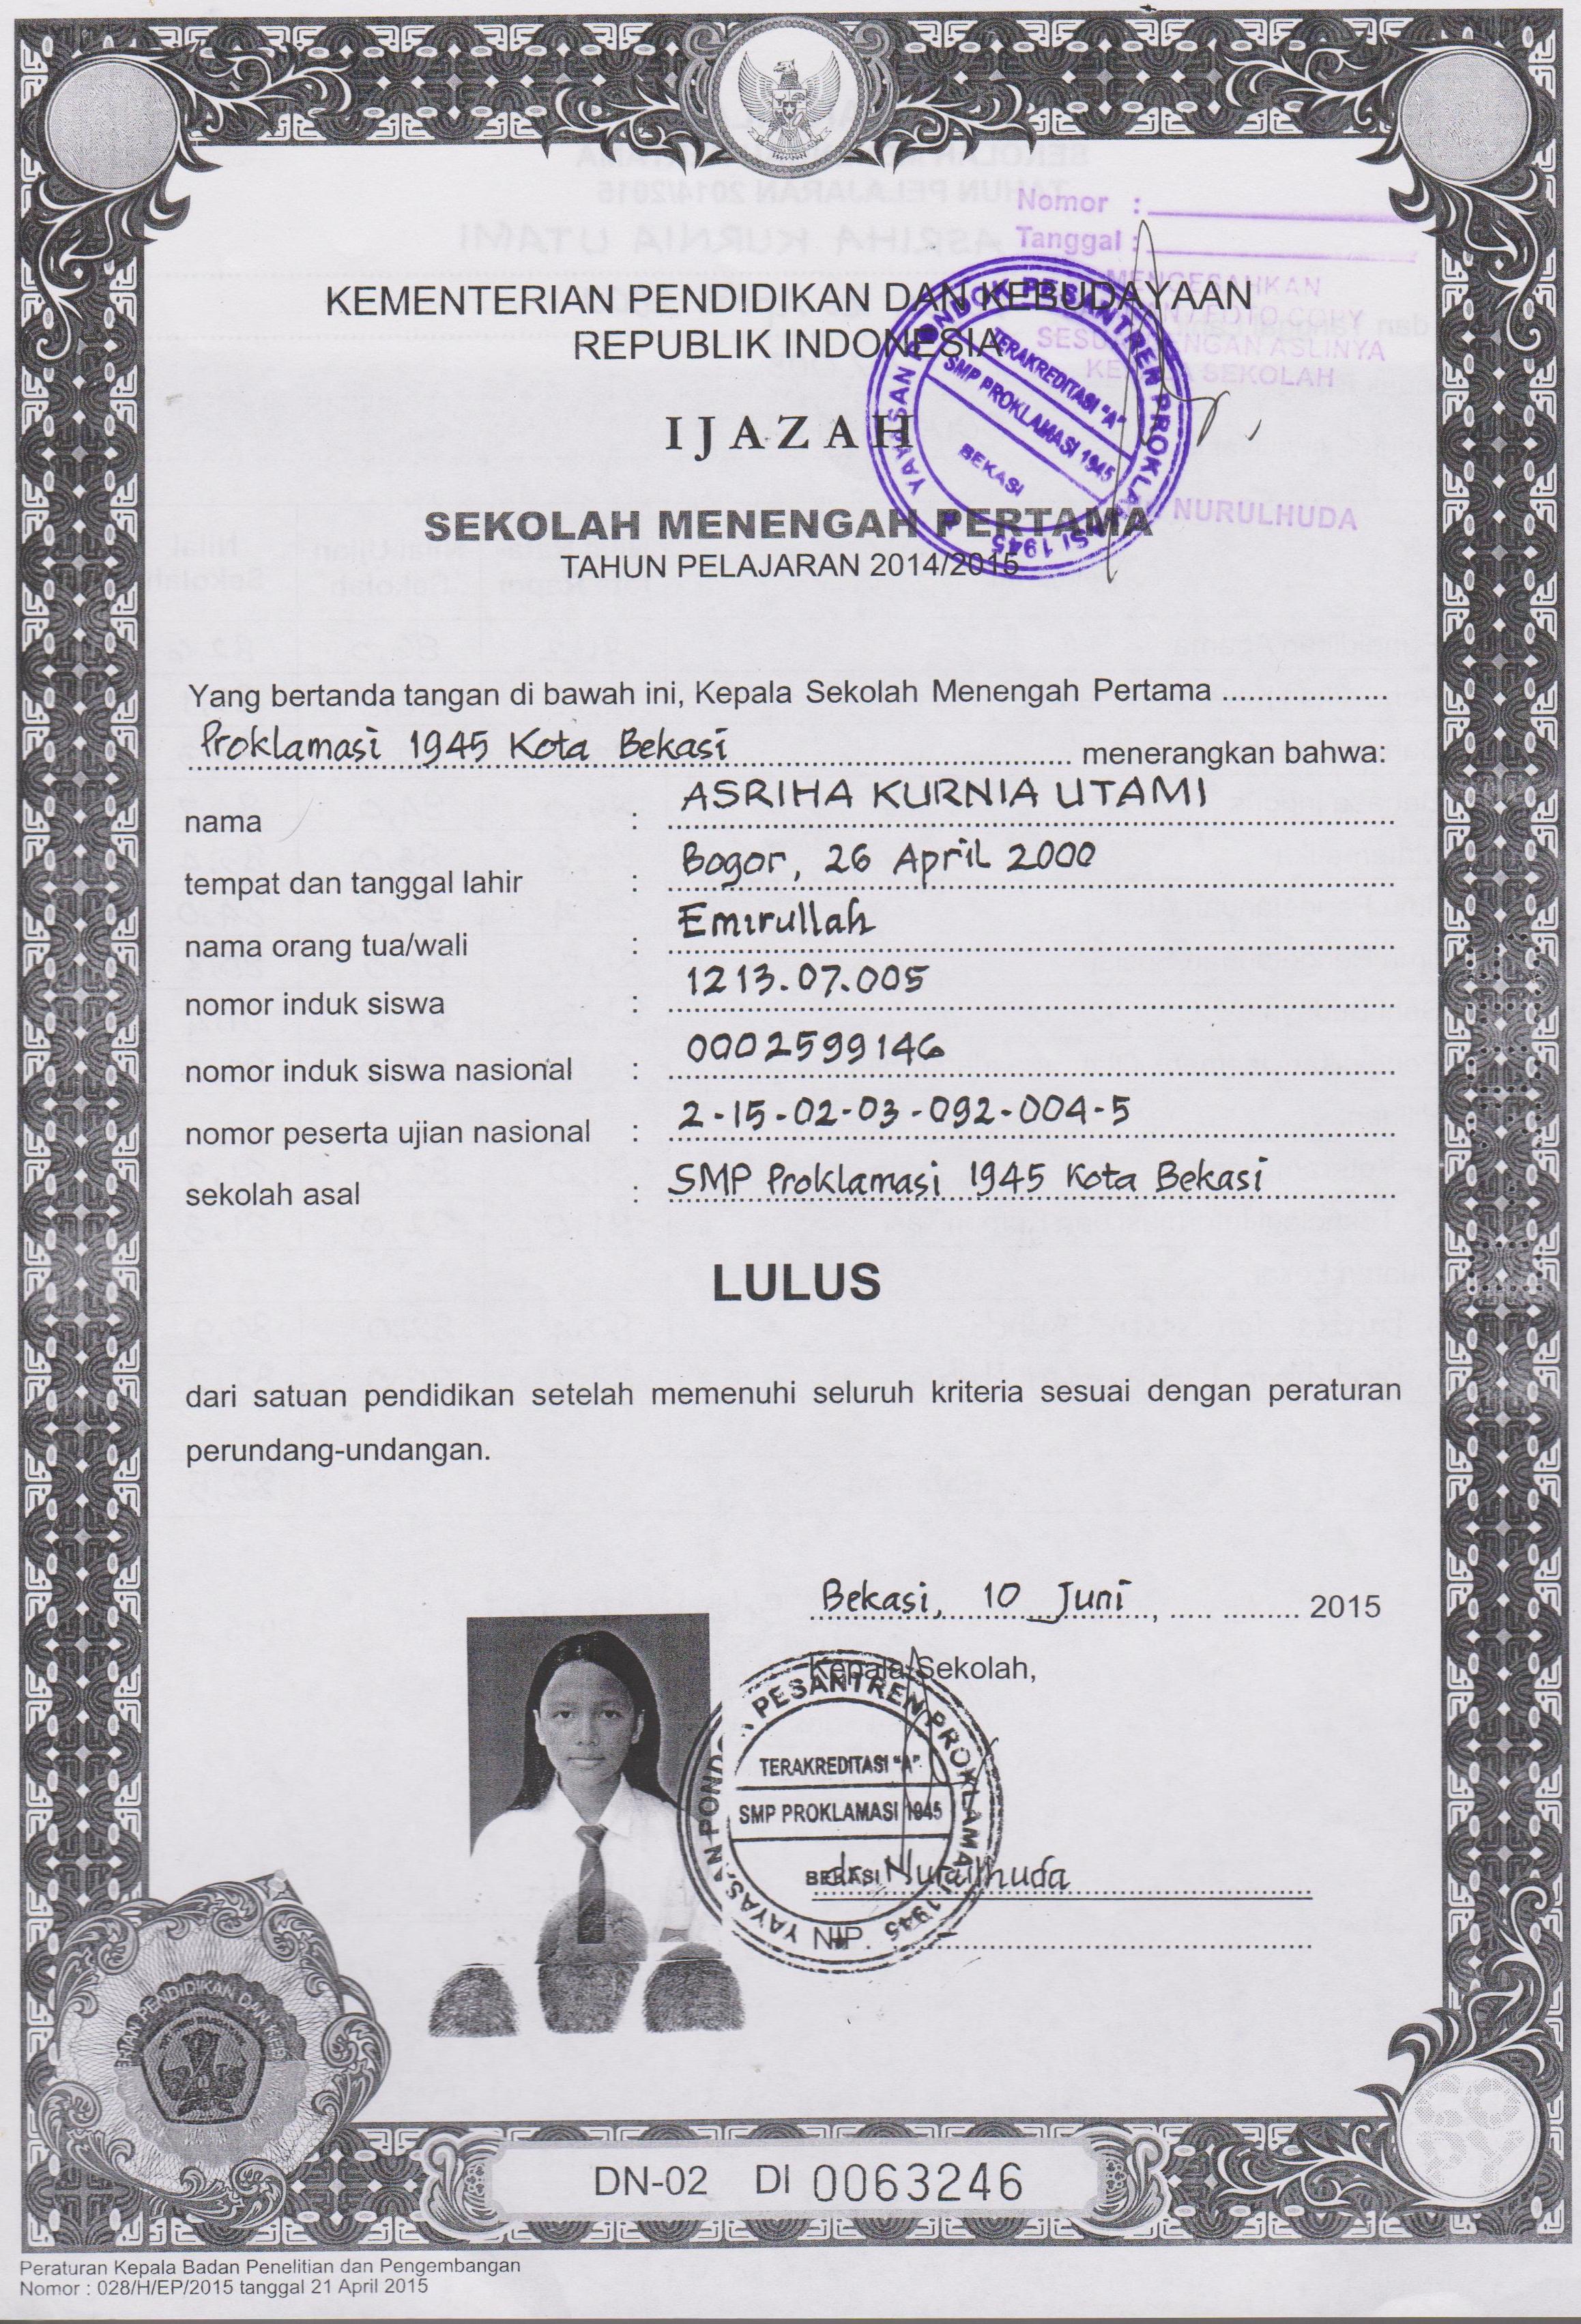 Nomor :
Tanggal :
MENGESAHKAN
FOTO COPY
SESUAI DENGAN ASLINYA
KEPALA SEKOLAH
NURULHUDA
KEMENTERIAN PENDIDIKAN DAN KEBUDAYAAN
REPUBLIK INDONESIA
IJAZAH
YAYASAN PONDOK PESANTREN PROKLAMASI 1945
TERAKREDITASI "A"
SMP PROKLAMASI 1945
BEKASI
SEKOLAH MENENGAH PERTAMA
TAHUN PELAJARAN 2014/2015
Yang bertanda tangan di bawah ini, Kepala Sekolah Menengah Pertama ....................
Proklamasi 1945 Kota Bekasi menerangkan bahwa:
nama : ASRIHA KURNIA UTAMI
tempat dan tanggal lahir : Bogor, 26 April 2000
nama orang tua/wali : Emirullah
nomor induk siswa : 1213.07.005
nomor induk siswa nasional : 0002599146
nomor peserta ujian nasional : 2-15-02-03-092-004-5
sekolah asal : SMP Proklamasi 1945 Kota Bekasi
LULUS
dari satuan pendidikan setelah memenuhi seluruh kriteria sesuai dengan peraturan
perundang-undangan.
Bekasi, 10 Juni, 2015
Kepala Sekolah,
YAYASAN PONDOK PESANTREN PROKLAMASI 1945
TERAKREDITASI "A"
SMP PROKLAMASI 1945
BEKASI
dr. Nurulhuda
NIP.
PENDIDIKAN DAN
COPY
DN-02 DI 0063246
Peraturan Kepala Badan Penelitian dan Pengembangan
Nomor : 028/H/EP/2015 tanggal 21 April 2015